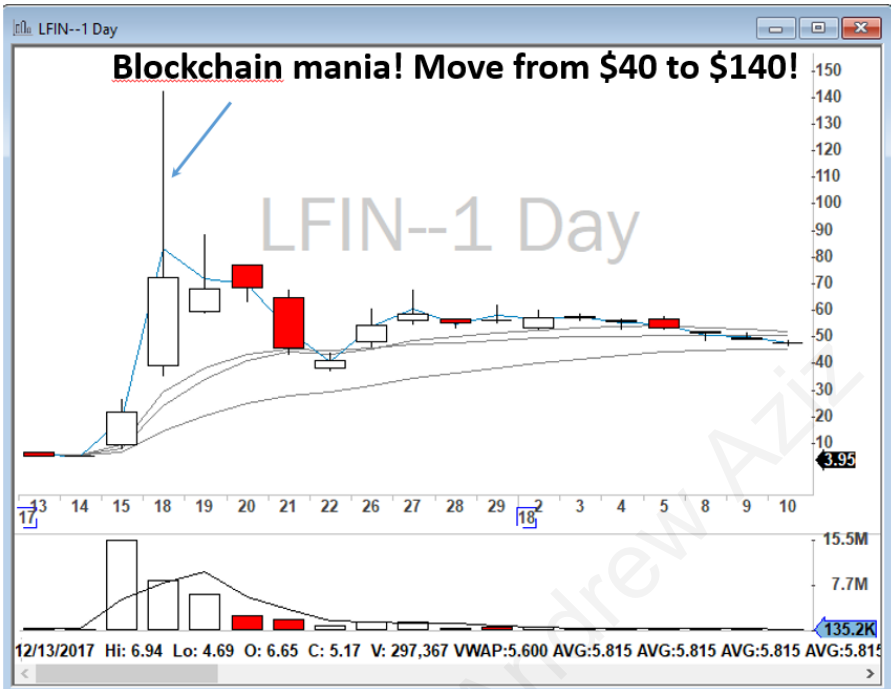 LFIN--1 Day
Blockchain mania! Move from $40 to $140!
LFIN--1 Day
150
140
130
120
110
100
90
80
70
60
50
40
30
20
10
3.95
13 14 15 18 19 20 21 22 26 27 28 29 2 3 4 5 8 9 10
17 18
15.5M
7.7M
135.2K
12/13/2017 Hi: 6.94 Lo: 4.69 O: 6.65 C: 5.17 V: 297,367 VWAP:5.600 AVG:5.815 AVG:5.815 AVG:5.815 AVG:5.81
Andrew Aziz